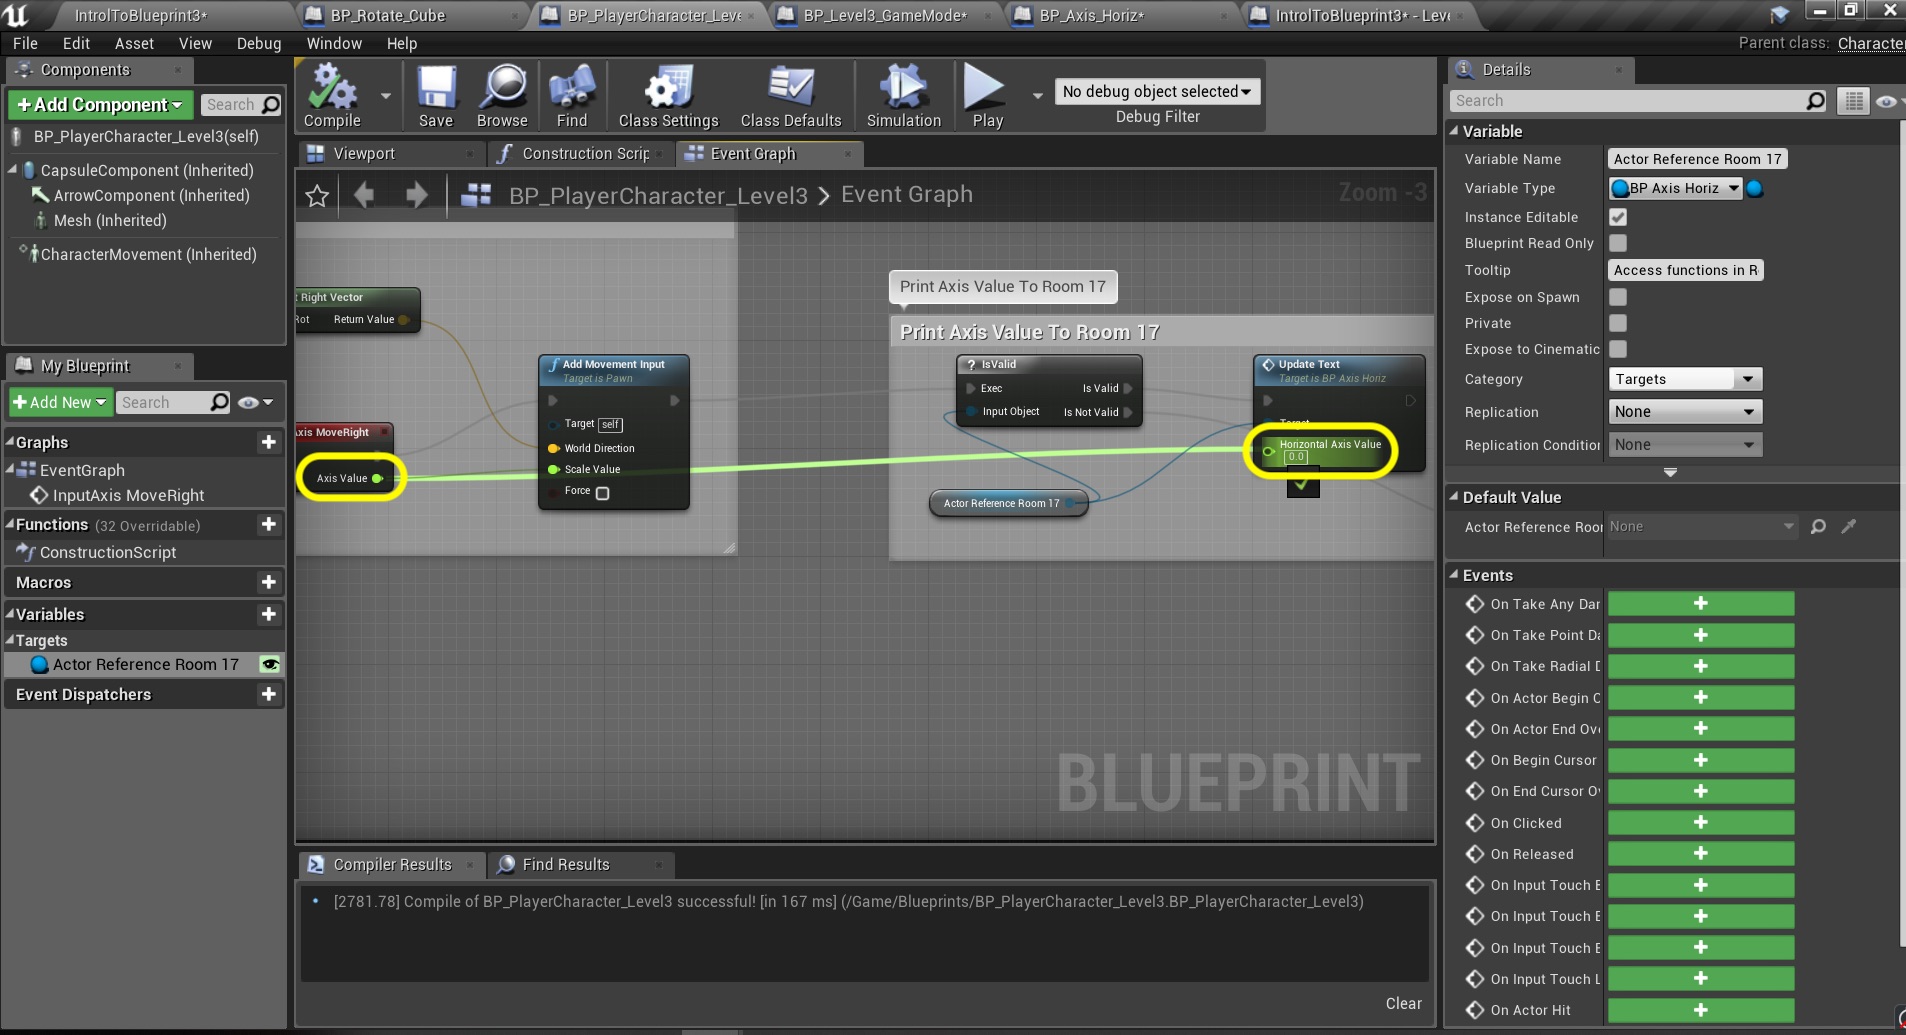 IntrolToBlueprint3*
BP_Rotate_Cube
BP_PlayerCharacter_Leve
BP_Level3_GameMode*
BP_Axis_Horiz*
IntrolToBlueprint3* - Leve
File Edit Asset View Debug Window Help
Parent class: Character
Components
+Add Component
Search
BP_PlayerCharacter_Level3(self)
CapsuleComponent (Inherited)
ArrowComponent (Inherited)
Mesh (Inherited)
CharacterMovement (Inherited)
My Blueprint
+Add New
Search
Graphs
EventGraph
InputAxis MoveRight
Functions (32 Overridable)
ConstructionScript
Macros
Variables
Targets
Actor Reference Room 17
Event Dispatchers
Compile
Save
Browse
Find
Class Settings
Class Defaults
Simulation
Play
No debug object selected
Debug Filter
Viewport
Construction Scrip
Event Graph
BP_PlayerCharacter_Level3 > Event Graph
Zoom -3
t Right Vector
Rot Return Value
Axis MoveRight
Axis Value
Add Movement Input
Target is Pawn
Target self
World Direction
Scale Value
Force
Print Axis Value To Room 17
Print Axis Value To Room 17
? IsValid
Exec Is Valid
Input Object Is Not Valid
Actor Reference Room 17
Update Text
Target is BP Axis Horiz
Target
Horizontal Axis Value
0.0
BLUEPRINT
Compiler Results
Find Results
[2781.78] Compile of BP_PlayerCharacter_Level3 successful! [in 167 ms] (/Game/Blueprints/BP_PlayerCharacter_Level3.BP_PlayerCharacter_Level3)
Clear
Details
Search
Variable
Variable Name Actor Reference Room 17
Variable Type BP Axis Horiz
Instance Editable
Blueprint Read Only
Tooltip Access functions in R
Expose on Spawn
Private
Expose to Cinematic
Category Targets
Replication None
Replication Condition None
Default Value
Actor Reference Roor None
Events
On Take Any Dar
On Take Point Da
On Take Radial D
On Actor Begin O
On Actor End Ove
On Begin Cursor
On End Cursor Ov
On Clicked
On Released
On Input Touch B
On Input Touch E
On Input Touch E
On Input Touch L
On Actor Hit